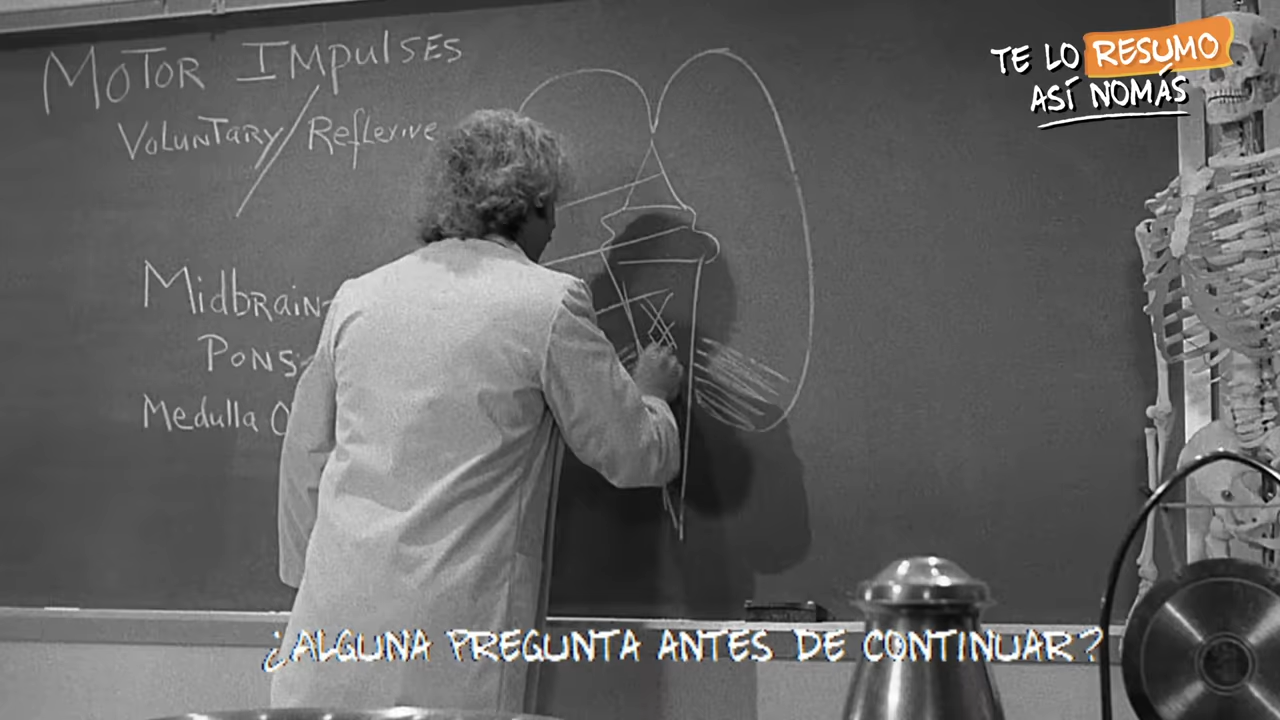 MOTOR IMPULSES
VOLUNTARY/Reflexive
Midbrain
PONS
Medulla O
TE LO RESUMO
ASÍ NOMÁS
¿ALGUNA PREGUNTA ANTES DE CONTINUAR?